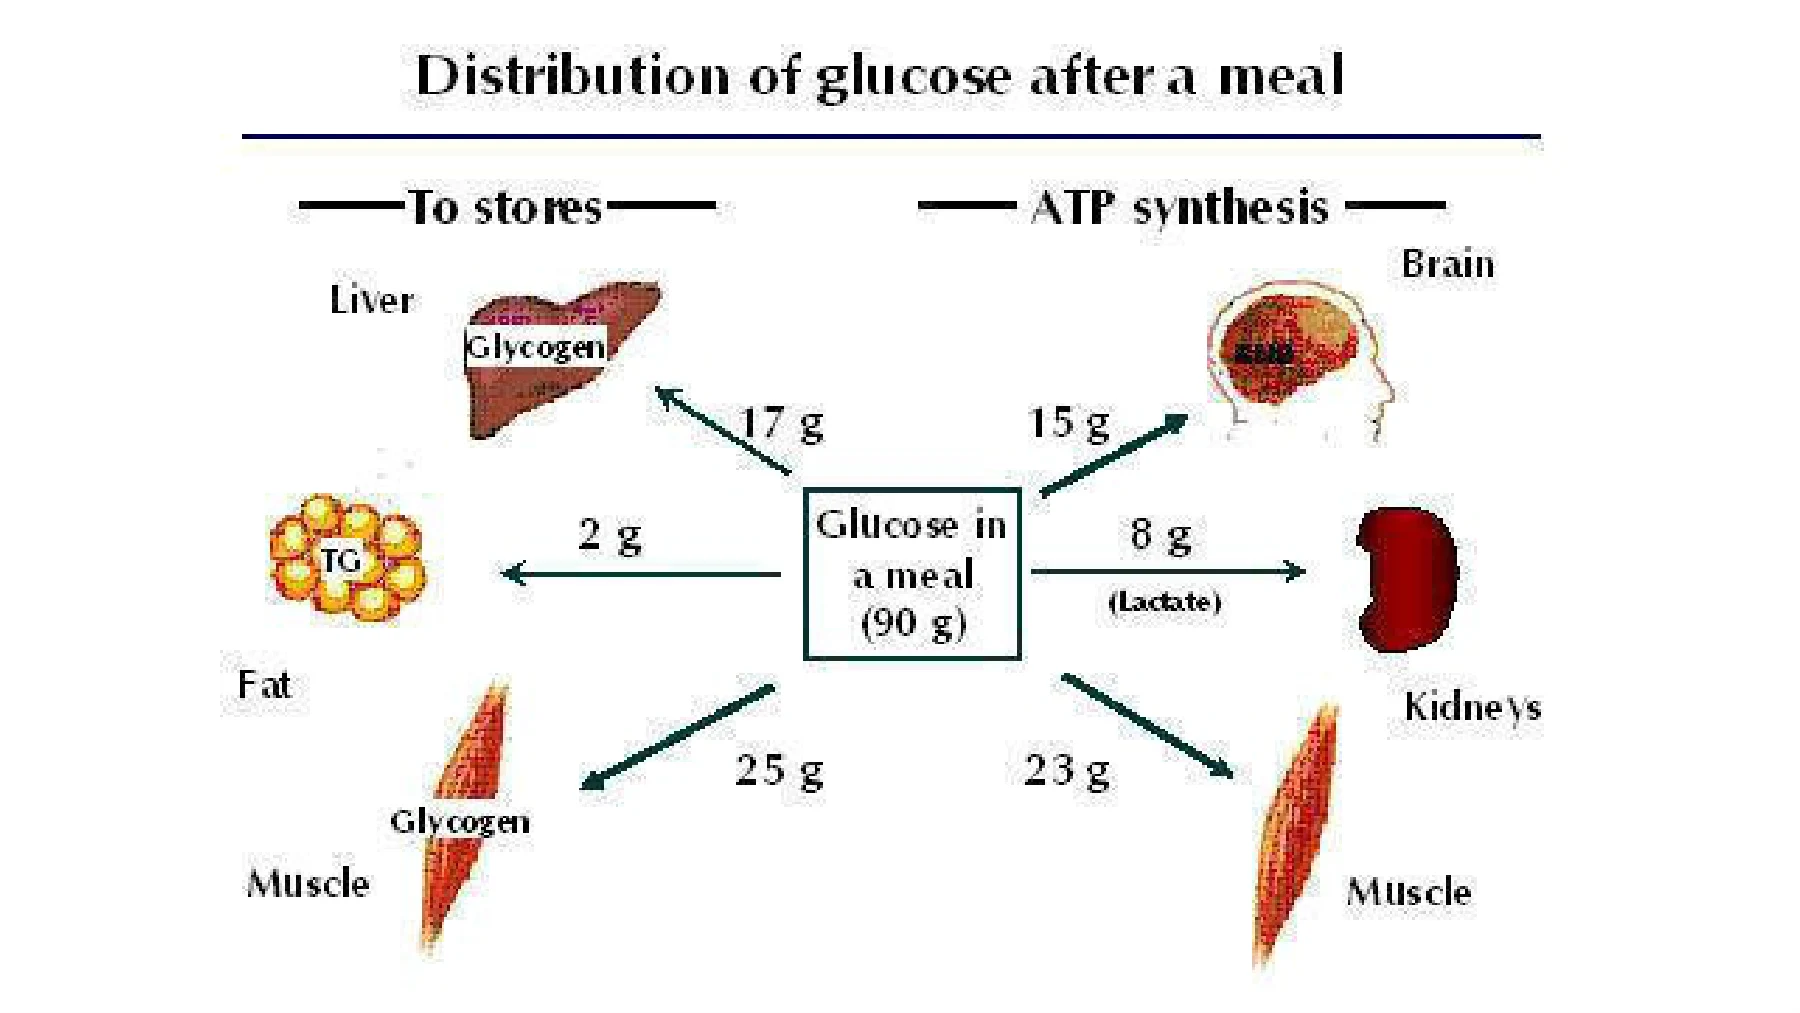 Distribution of glucose after a meal
To stores
ATP synthesis
Brain
Liver
Glycogen
17 g
15 g
Glucose in
a meal
(90 g)
2 g
8 g
(Lactate)
TG
Fat
Kidneys
25 g
23 g
Glycogen
Muscle
Muscle